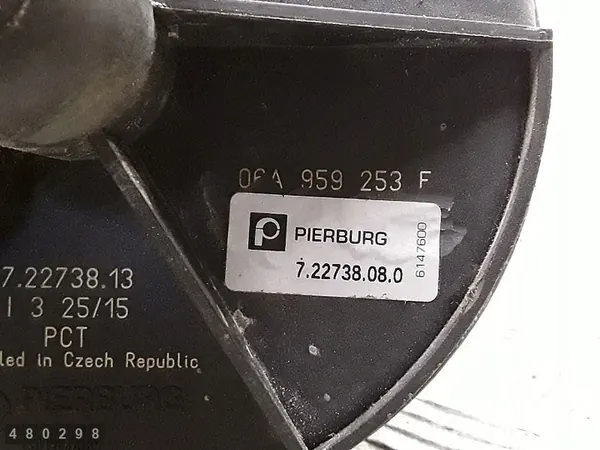 06A 959 253 E
PIERBURG
7.22738.08.0
6147600
7.22738.13
I 3 25/15
PCT
led in Czech Republic
PIERBURG
480298